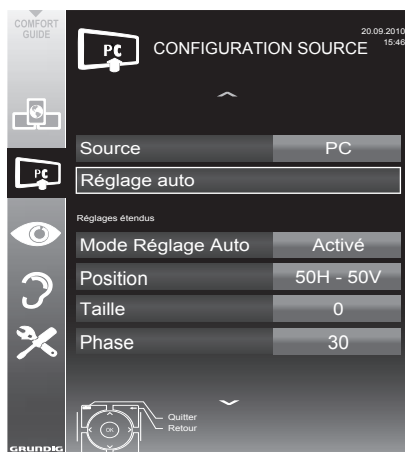 COMFORT
GUIDE
PC
CONFIGURATION SOURCE
20.09.2010
15:46
Source PC
PC
Réglage auto
Réglages étendus
Mode Réglage Auto Activé
Position 50H - 50V
Taille 0
Phase 30
Quitter
OK
Retour
GRUNDIG